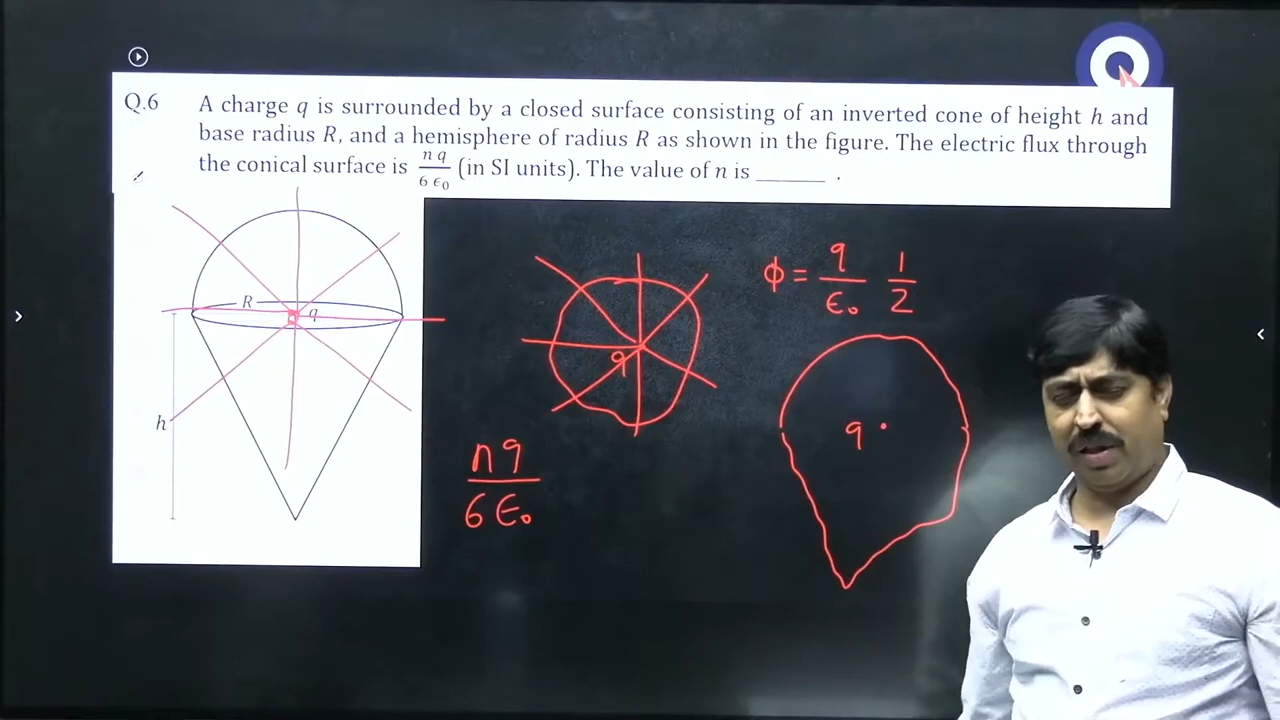 Q.6 A charge q is surrounded by a closed surface consisting of an inverted cone of height h and
base radius R, and a hemisphere of radius R as shown in the figure. The electric flux through
the conical surface is nq/6ϵ₀ (in SI units). The value of n is ______ .
R
q
h
q
nq/6ϵ₀
ϕ = q/ϵ₀ 1/2
q